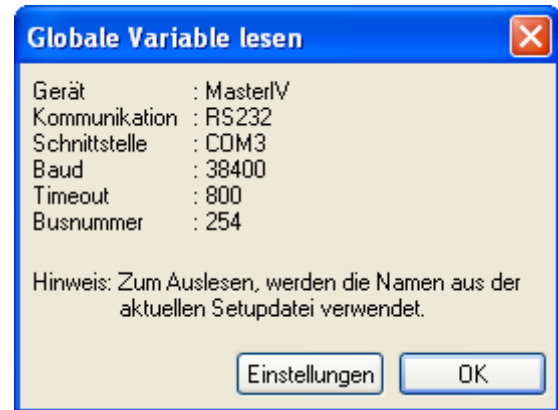 Globale Variable lesen
Gerät : MasterIV
Kommunikation : RS232
Schnittstelle : COM3
Baud : 38400
Timeout : 800
Busnummer : 254
Hinweis: Zum Auslesen, werden die Namen aus der
aktuellen Setupdatei verwendet.
Einstellungen OK